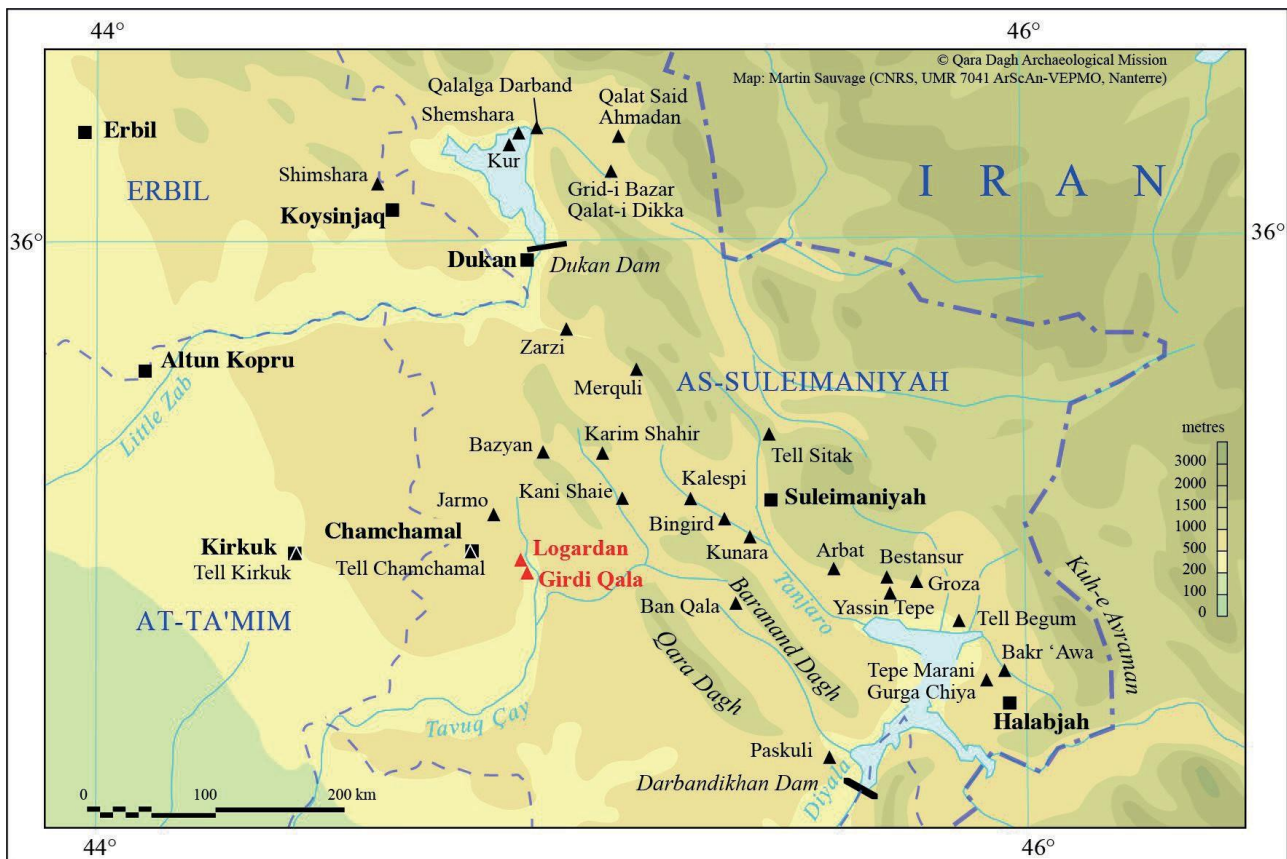 44°
46°
© Qara Dagh Archaeological Mission
Map: Martin Sauvage (CNRS, UMR 7041 ArScAn-VEPMO, Nanterre)
Qalalga Darband
Shemshara
Kur
Qalat Said
Ahmadan
Erbil
ERBIL
Shimshara
Koysinjaq
Grid-i Bazar
Qalat-i Dikka
I R A N
36°
36°
Dukan
Dukan Dam
Zarzi
Altun Kopru
Little Zab
Merquli
AS-SULEIMANIYAH
metres
3000
2000
1500
1000
500
200
100
0
Bazyan
Karim Shahir
Tell Sitak
Kani Shaie
Kalespi
Suleimaniyah
Jarmo
Bingird
Kunara
Chamchamal
Tell Chamchamal
Kirkuk
Tell Kirkuk
Logardan
Girdi Qala
Arbat
Bestansur
Groza
Yassin Tepe
Tanjaro
Kuh-e Avraman
AT-TA'MIM
Ban Qala
Baranand Dagh
Qara Dagh
Tell Begum
Bakr ‘Awa
Tepe Marani
Gurga Chiya
Halabjah
Tavuq Çay
Paskuli
Darbandikhan Dam
Diyala
0 100 200 km
44°
46°